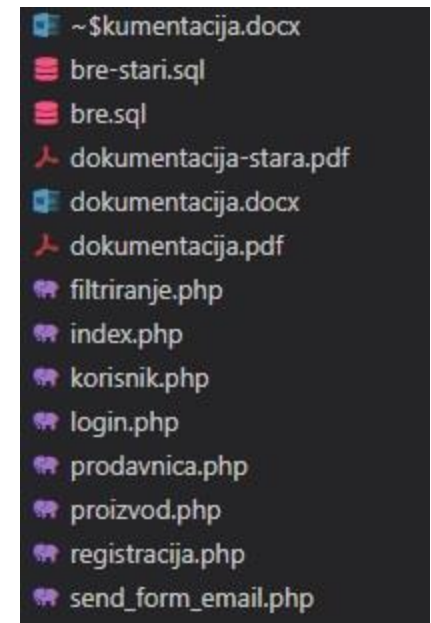 ~$kumentacija.docx
bre-stari.sql
bre.sql
dokumentacija-stara.pdf
dokumentacija.docx
dokumentacija.pdf
filtriranje.php
index.php
korisnik.php
login.php
prodavnica.php
proizvod.php
registracija.php
send_form_email.php